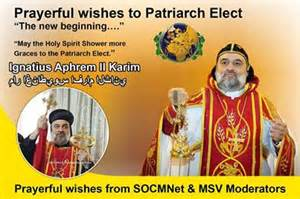 Prayerful wishes to Patriarch Elect
“The new beginning....”
“May the Holy Spirit Shower more
Graces to the Patriarch Elect.”
Ignatius Aphrem II Karim
Prayerful wishes from SOCMNet & MSV Moderators